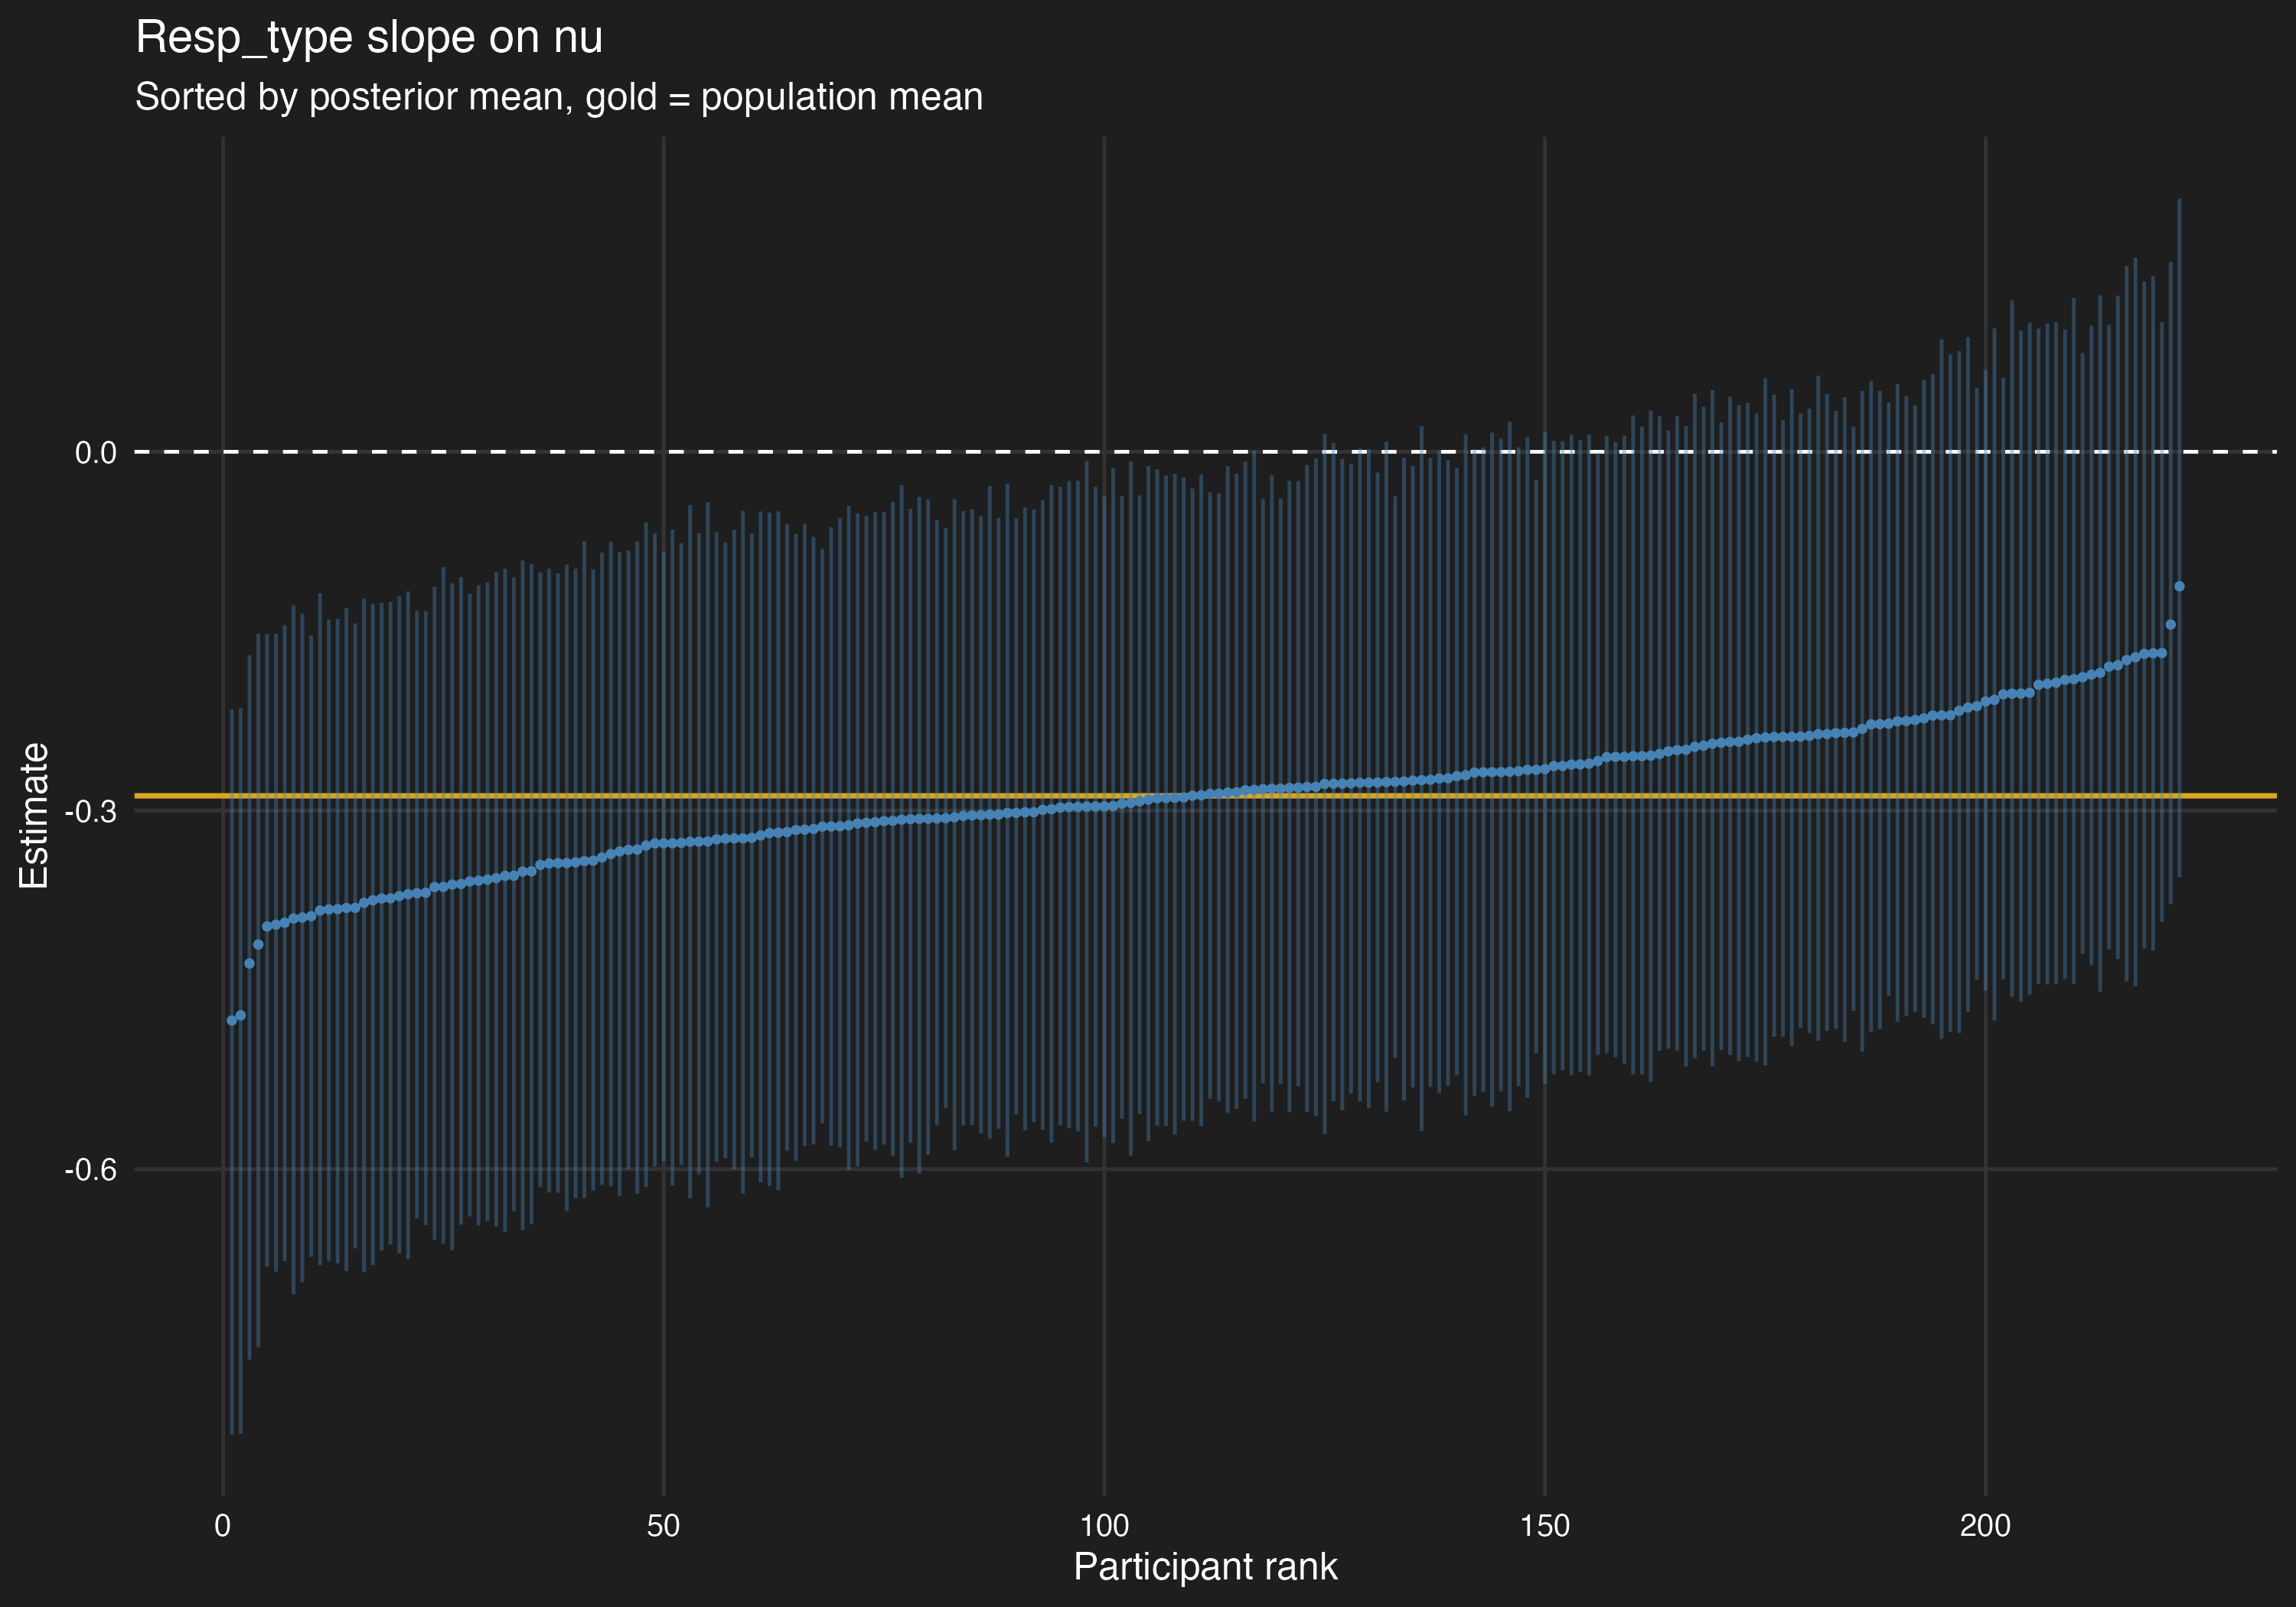 Resp_type slope on nu
Sorted by posterior mean, gold = population mean
Estimate
0.0
-0.3
-0.6
0
50
100
150
200
Participant rank